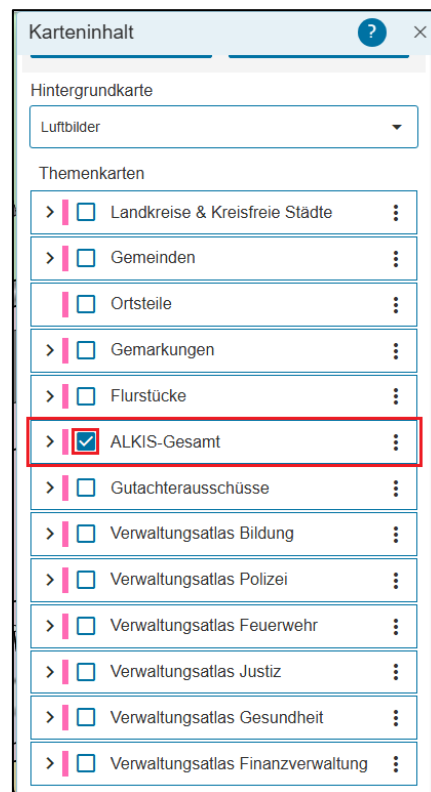 Karteninhalt ? ×
Hintergrundkarte
Luftbilder
Themenkarten
Landkreise & Kreisfreie Städte
Gemeinden
Ortsteile
Gemarkungen
Flurstücke
ALKIS-Gesamt
Gutachterausschüsse
Verwaltungsatlas Bildung
Verwaltungsatlas Polizei
Verwaltungsatlas Feuerwehr
Verwaltungsatlas Justiz
Verwaltungsatlas Gesundheit
Verwaltungsatlas Finanzverwaltung